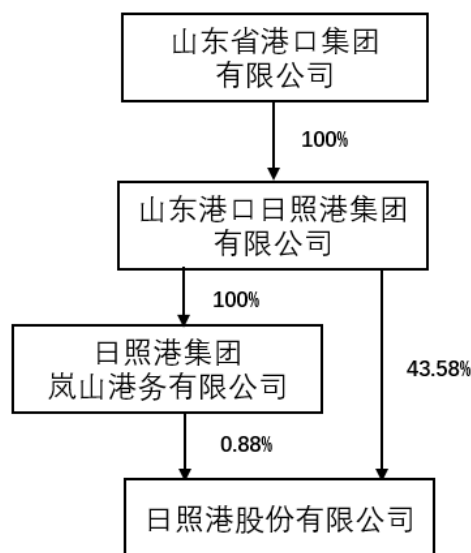 山东省港口集团
有限公司
100%
山东港口日照港集团
有限公司
100%
日照港集团
岚山港务有限公司
43.58%
0.88%
日照港股份有限公司